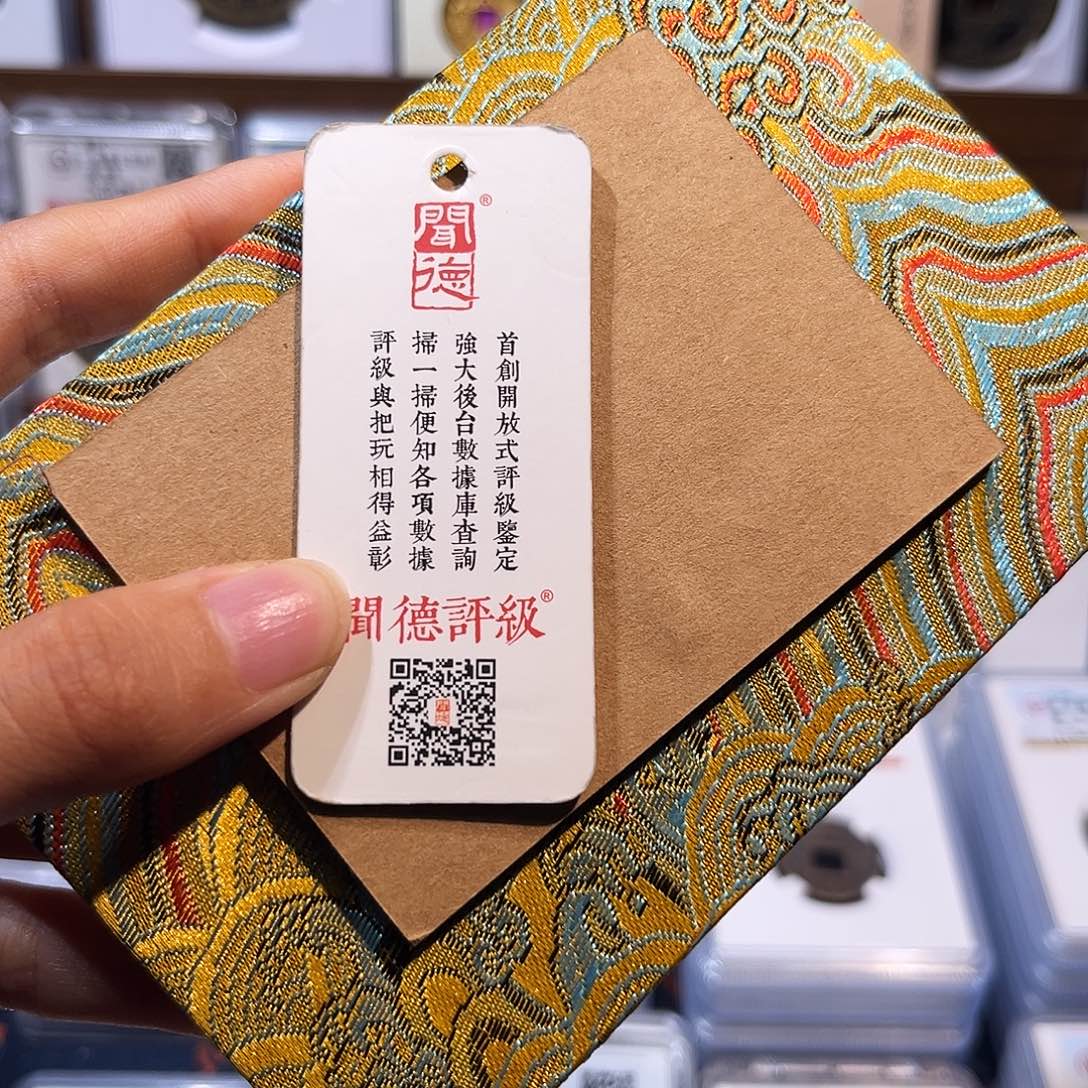 聞德®
首創開放式評級鑒定
強大後台數據庫查詢
掃一掃便知各項數據
評級與把玩相得益彰
聞德評級®